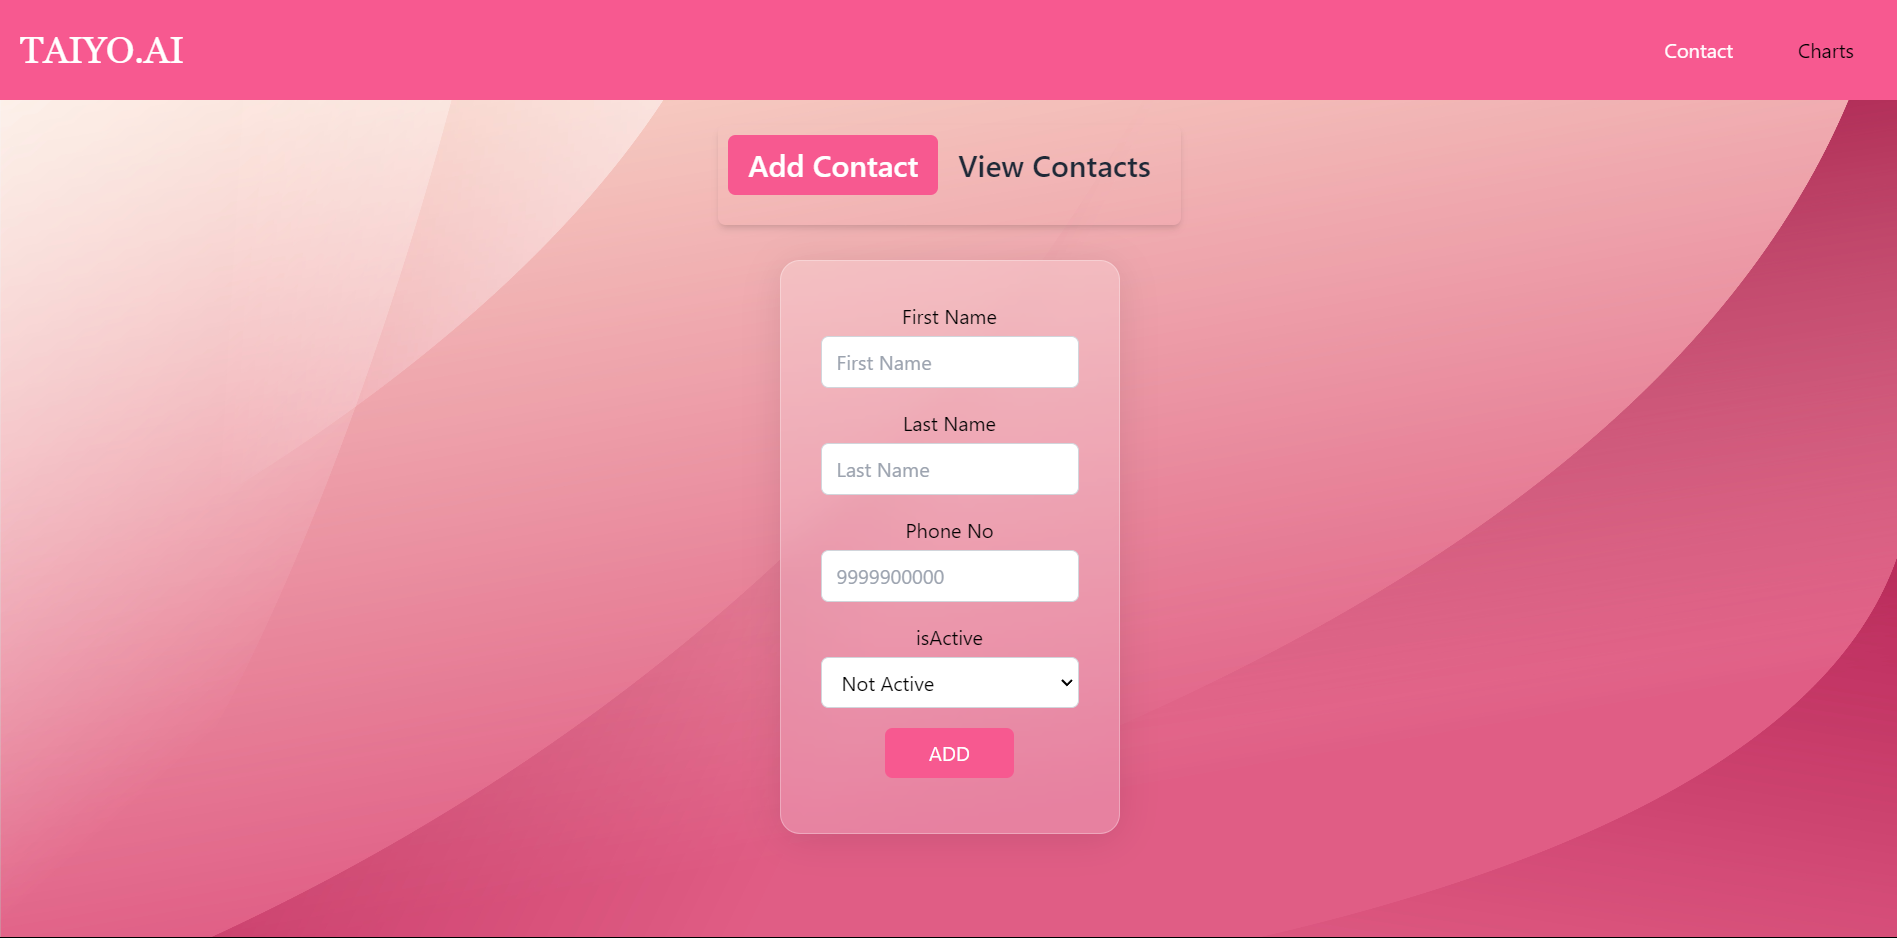 TAIYO.AI
Contact
Charts
Add Contact
View Contacts
First Name
First Name
Last Name
Last Name
Phone No
9999900000
isActive
Not Active
ADD